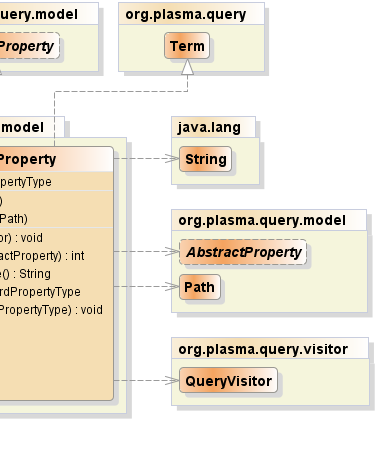 uery.model
Property
org.plasma.query
Term
model
Property
pertyType
)
Path)
or) : void
actProperty) : int
e() : String
rdPropertyType
PropertyType) : void
java.lang
String
org.plasma.query.model
AbstractProperty
Path
org.plasma.query.visitor
QueryVisitor